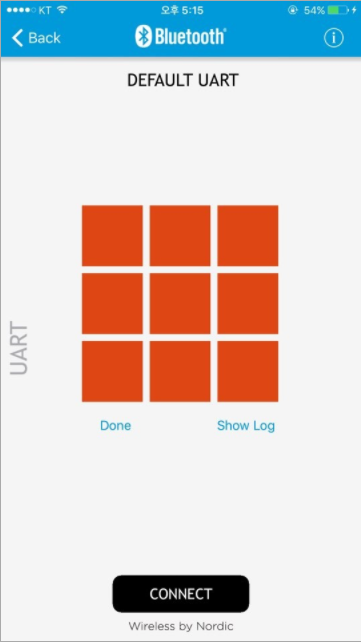 KT 오후 5:15 54%
Back Bluetooth® i
DEFAULT UART
UART
Done Show Log
CONNECT
Wireless by Nordic